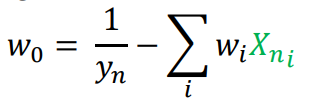 w₀ = 1/yₙ − ∑ᵢ wᵢXₙᵢ